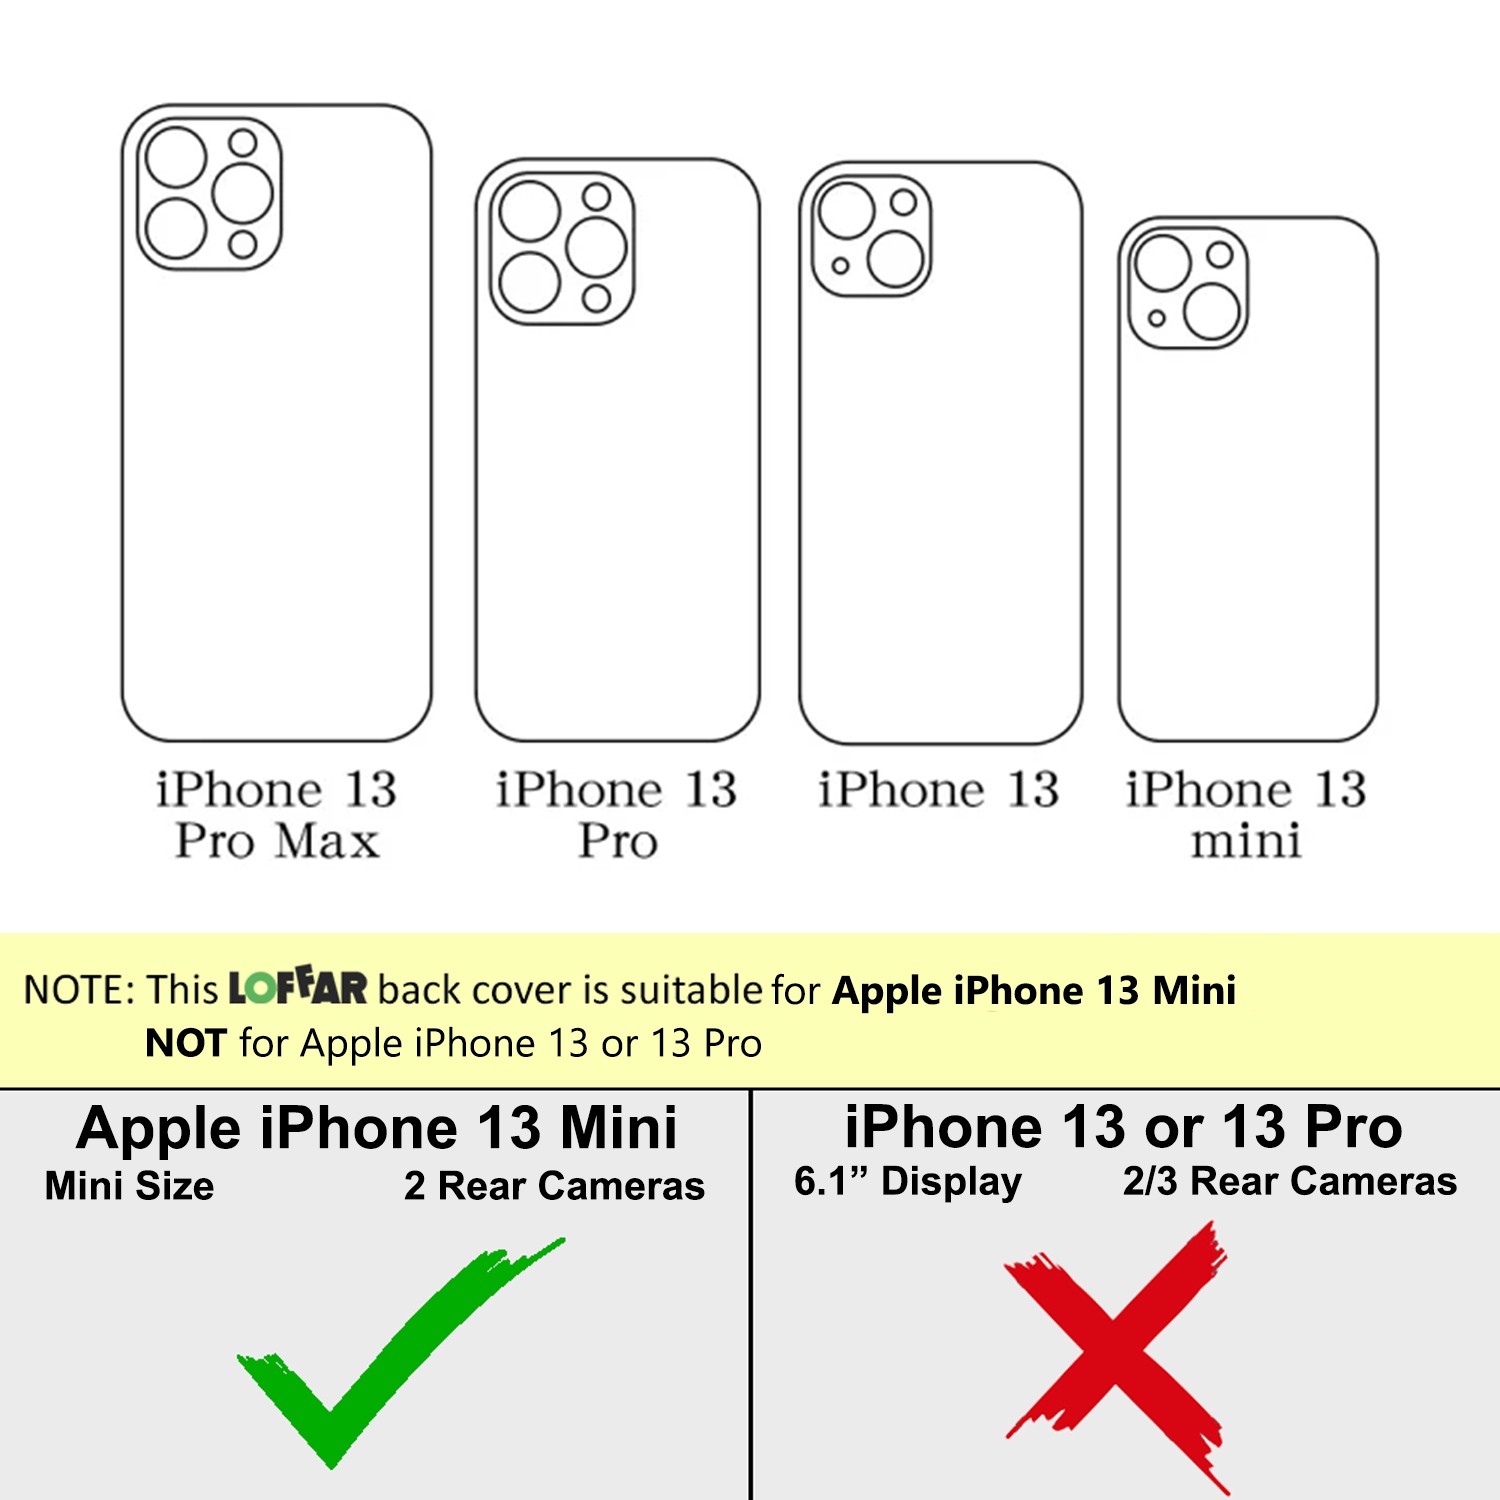 iPhone 13 Pro Max
iPhone 13 Pro
iPhone 13
iPhone 13 mini
NOTE: This LOFFAR back cover is suitable for Apple iPhone 13 Mini
NOT for Apple iPhone 13 or 13 Pro
Apple iPhone 13 Mini
Mini Size 2 Rear Cameras
iPhone 13 or 13 Pro
6.1” Display 2/3 Rear Cameras